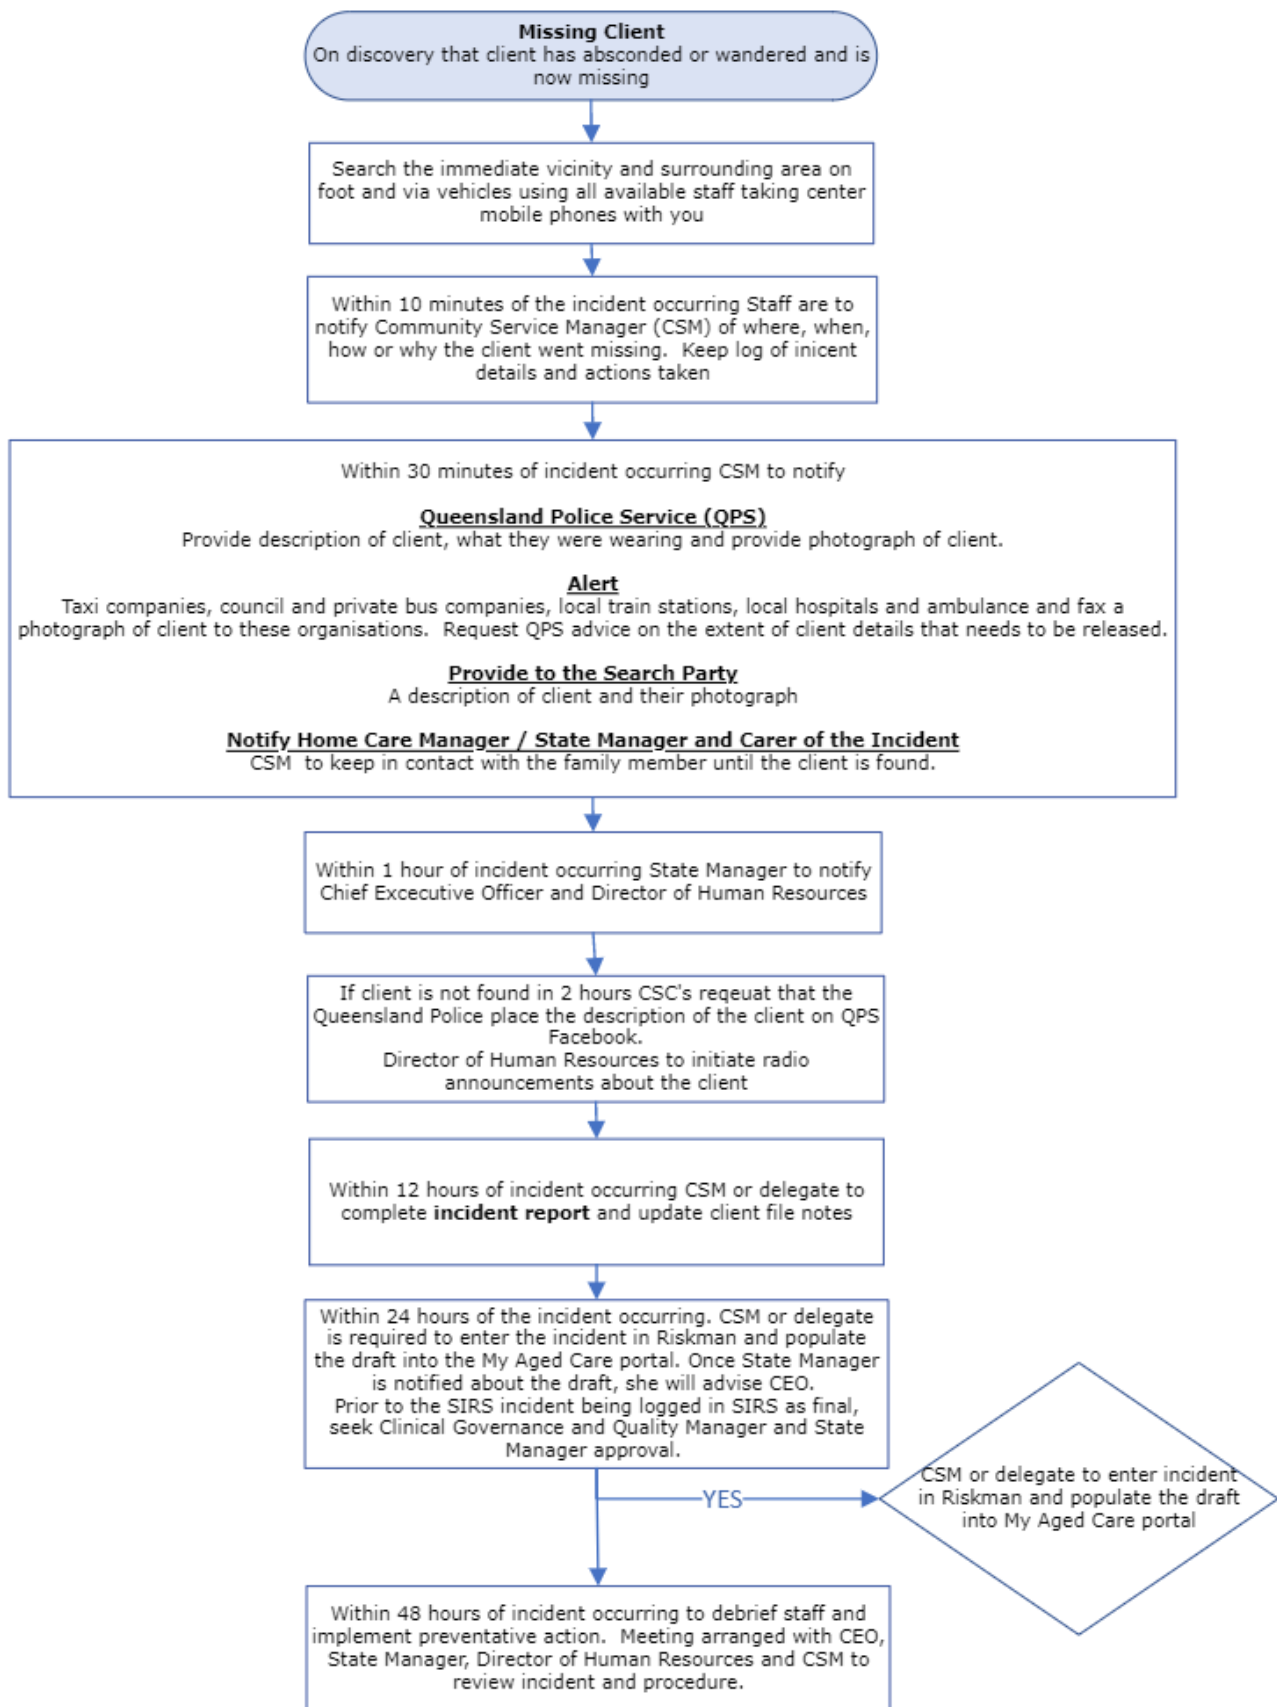 Missing Client
On discovery that client has absconded or wandered and is
now missing
Search the immediate vicinity and surrounding area on
foot and via vehicles using all available staff taking center
mobile phones with you
Within 10 minutes of the incident occurring Staff are to
notify Community Service Manager (CSM) of where, when,
how or why the client went missing.  Keep log of inicent
details and actions taken
Within 30 minutes of incident occurring CSM to notify
Queensland Police Service (QPS)
Provide description of client, what they were wearing and provide photograph of client.
Alert
Taxi companies, council and private bus companies, local train stations, local hospitals and ambulance and fax a
photograph of client to these organisations.  Request QPS advice on the extent of client details that needs to be released.
Provide to the Search Party
A description of client and their photograph
Notify Home Care Manager / State Manager and Carer of the Incident
CSM  to keep in contact with the family member until the client is found.
Within 1 hour of incident occurring State Manager to notify
Chief Excecutive Officer and Director of Human Resources
If client is not found in 2 hours CSC's reqeuat that the
Queensland Police place the description of the client on QPS
Facebook.
Director of Human Resources to initiate radio
announcements about the client
Within 12 hours of incident occurring CSM or delegate to
complete incident report and update client file notes
Within 24 hours of the incident occurring. CSM or delegate
is required to enter the incident in Riskman and populate
the draft into the My Aged Care portal. Once State Manager
is notified about the draft, she will advise CEO.
Prior to the SIRS incident being logged in SIRS as final,
seek Clinical Governance and Quality Manager and State
Manager approval.
YES
CSM or delegate to enter incident
in Riskman and populate the draft
into My Aged Care portal
Within 48 hours of incident occurring to debrief staff and
implement preventative action.  Meeting arranged with CEO,
State Manager, Director of Human Resources and CSM to
review incident and procedure.